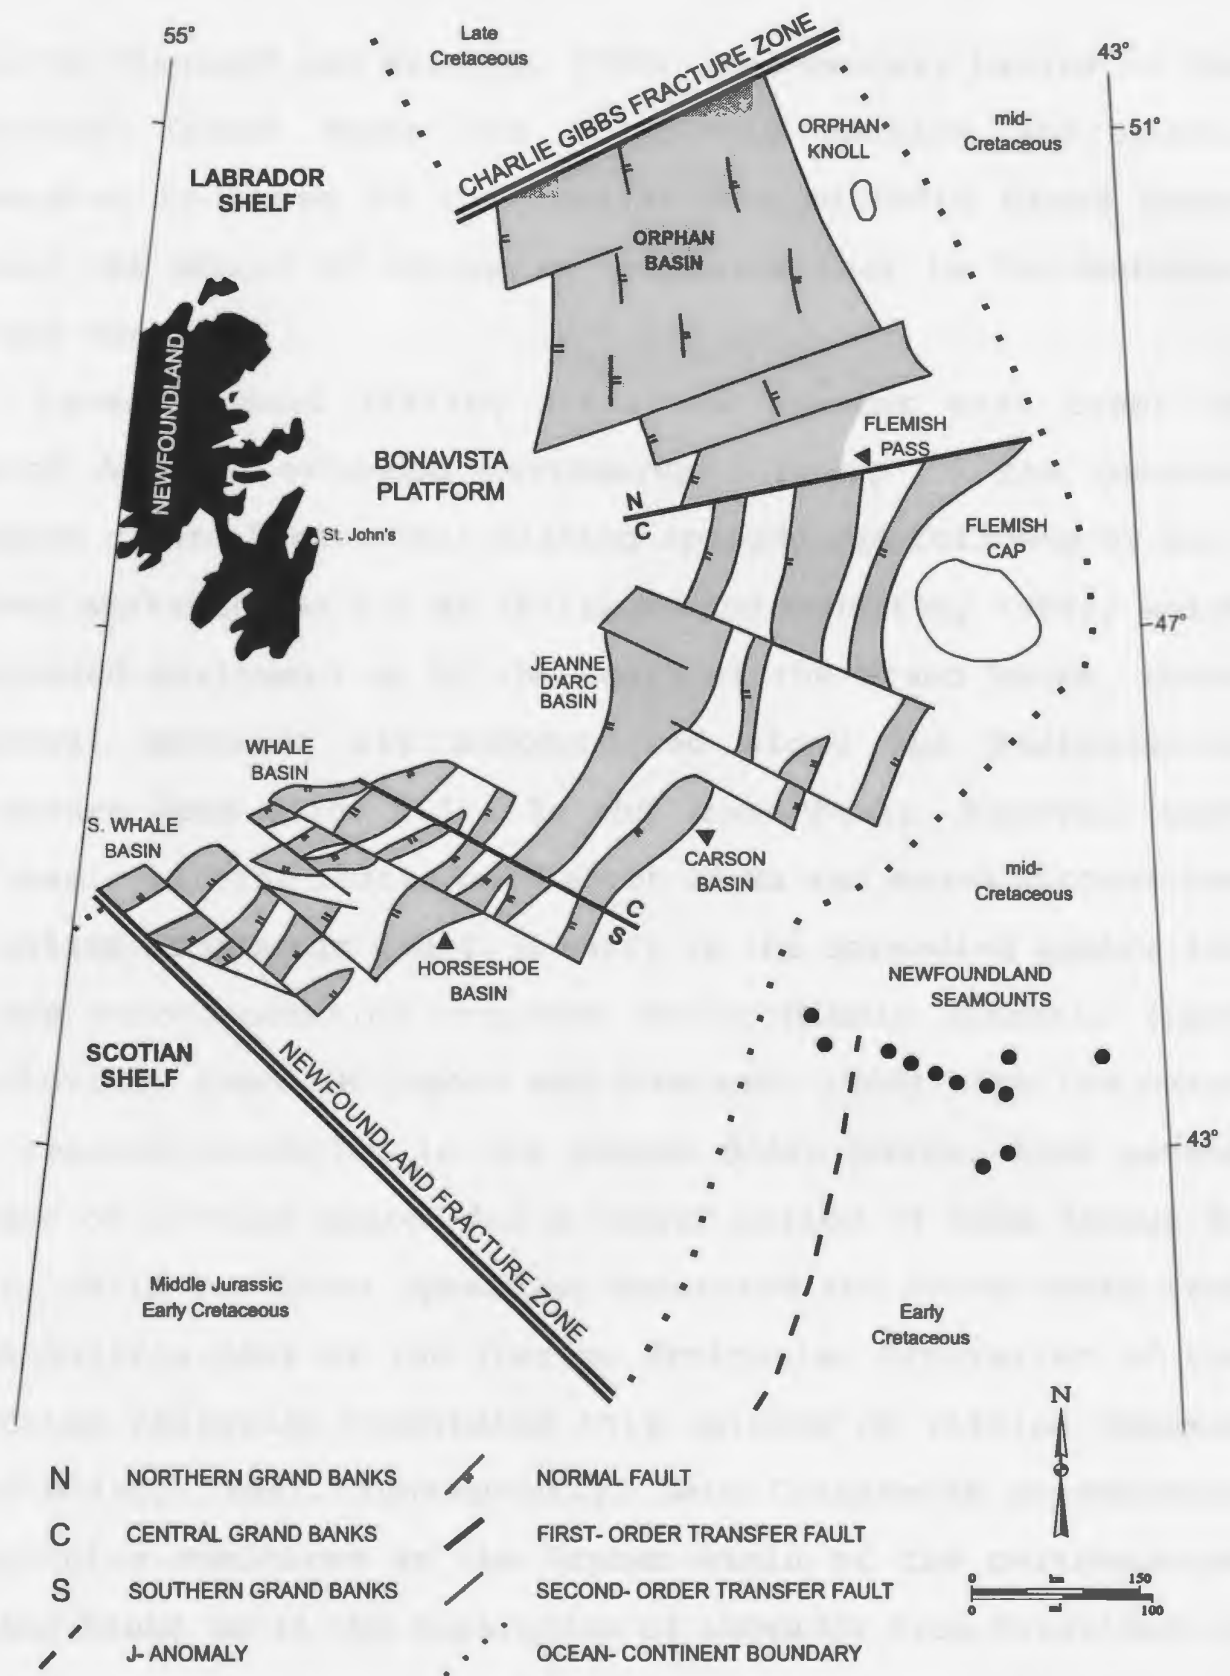 55°
Late
Cretaceous
43°
CHARLIE GIBBS FRACTURE ZONE
ORPHAN
KNOLL
mid-
Cretaceous
51°
LABRADOR
SHELF
ORPHAN
BASIN
NEWFOUNDLAND
FLEMISH
PASS
BONAVISTA
PLATFORM
N
C
St. John's
FLEMISH
CAP
47°
JEANNE
D'ARC
BASIN
WHALE
BASIN
S. WHALE
BASIN
CARSON
BASIN
mid-
Cretaceous
C
S
HORSESHOE
BASIN
NEWFOUNDLAND
SEAMOUNTS
SCOTIAN
SHELF
NEWFOUNDLAND FRACTURE ZONE
43°
Middle Jurassic
Early Cretaceous
Early
Cretaceous
N
N NORTHERN GRAND BANKS
NORMAL FAULT
C CENTRAL GRAND BANKS
FIRST- ORDER TRANSFER FAULT
S SOUTHERN GRAND BANKS
SECOND- ORDER TRANSFER FAULT
J- ANOMALY
OCEAN- CONTINENT BOUNDARY
0 km 150
0 ml 100